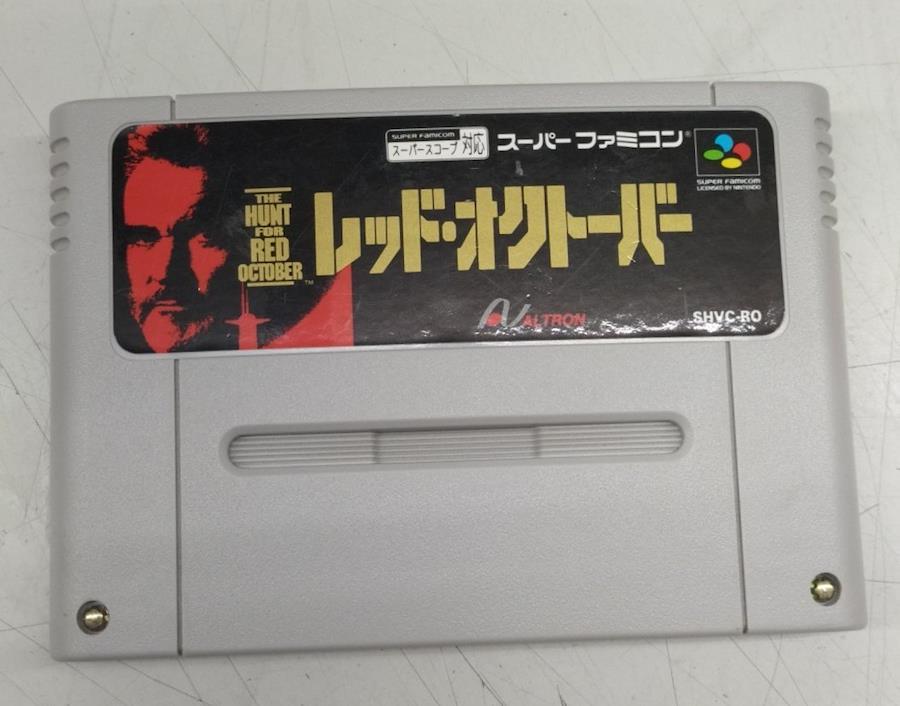 SUPER FAMICOM
スーパースコープ 対応
スーパーファミコン®
SUPER FAMICOM
LICENSED BY NINTENDO
THE
HUNT
FOR
RED
OCTOBER™
レッド・オクトーバー
ALTRON
SHVC-RO